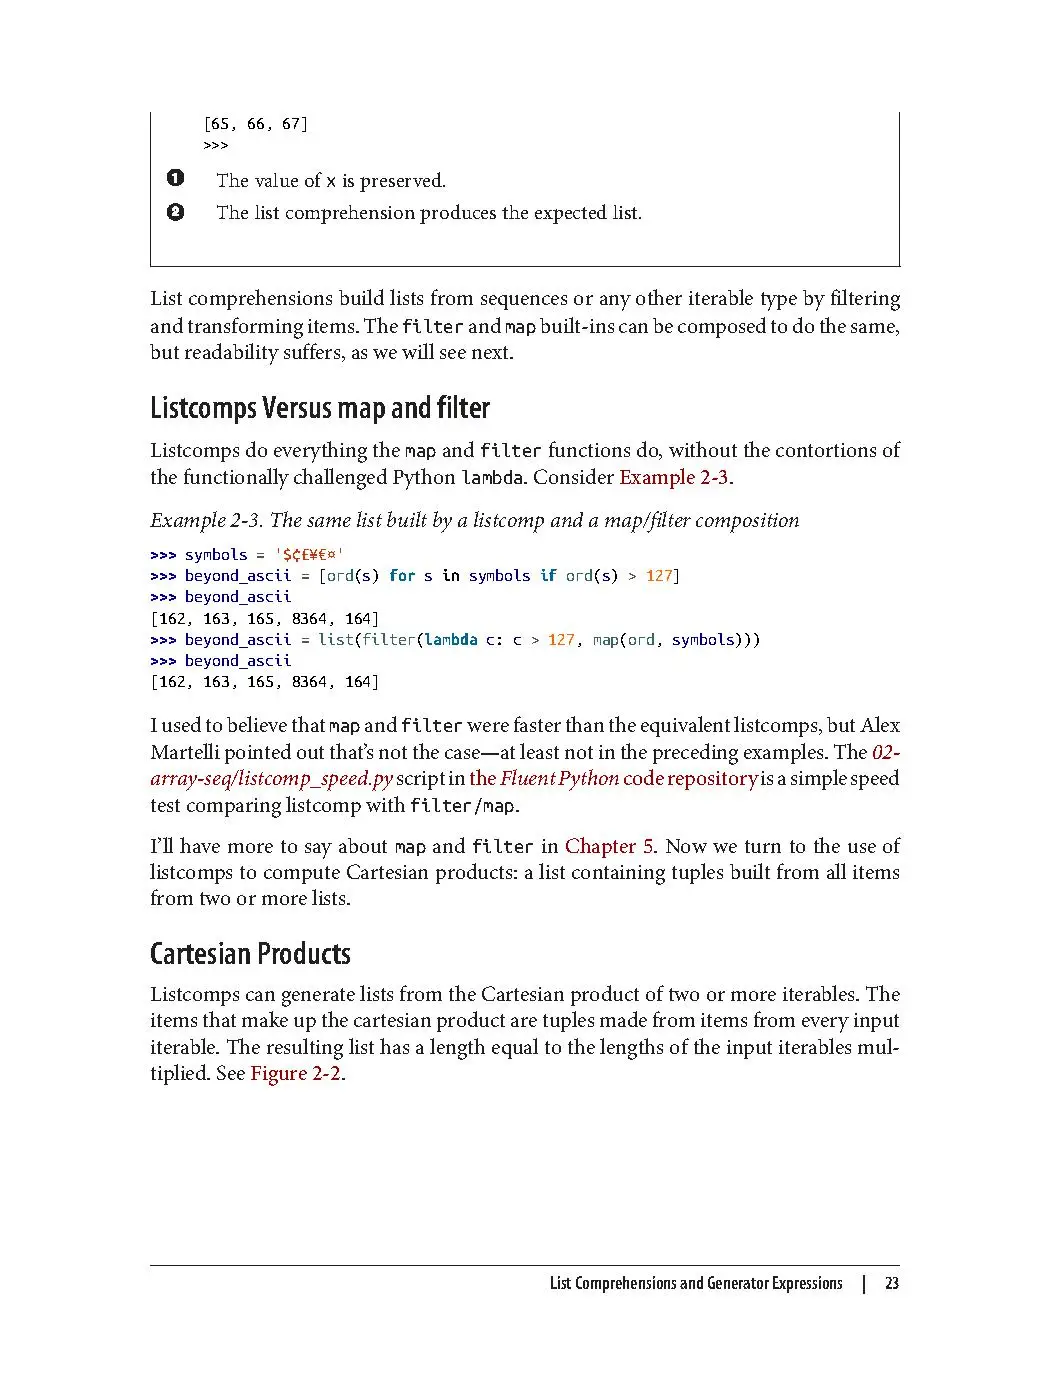 [65, 66, 67]
>>>
❶ The value of x is preserved.
❷ The list comprehension produces the expected list.
List comprehensions build lists from sequences or any other iterable type by filtering
and transforming items. The filter and map built-ins can be composed to do the same,
but readability suffers, as we will see next.
Listcomps Versus map and filter
Listcomps do everything the map and filter functions do, without the contortions of
the functionally challenged Python lambda. Consider Example 2-3.
Example 2-3. The same list built by a listcomp and a map/filter composition
>>> symbols = '$¢£¥€¤'
>>> beyond_ascii = [ord(s) for s in symbols if ord(s) > 127]
>>> beyond_ascii
[162, 163, 165, 8364, 164]
>>> beyond_ascii = list(filter(lambda c: c > 127, map(ord, symbols)))
>>> beyond_ascii
[162, 163, 165, 8364, 164]
I used to believe that map and filter were faster than the equivalent listcomps, but Alex
Martelli pointed out that’s not the case—at least not in the preceding examples. The 02-
array-seq/listcomp_speed.py script in the Fluent Python code repository is a simple speed
test comparing listcomp with filter/map.
I’ll have more to say about map and filter in Chapter 5. Now we turn to the use of
listcomps to compute Cartesian products: a list containing tuples built from all items
from two or more lists.
Cartesian Products
Listcomps can generate lists from the Cartesian product of two or more iterables. The
items that make up the cartesian product are tuples made from items from every input
iterable. The resulting list has a length equal to the lengths of the input iterables mul-
tiplied. See Figure 2-2.
List Comprehensions and Generator Expressions | 23